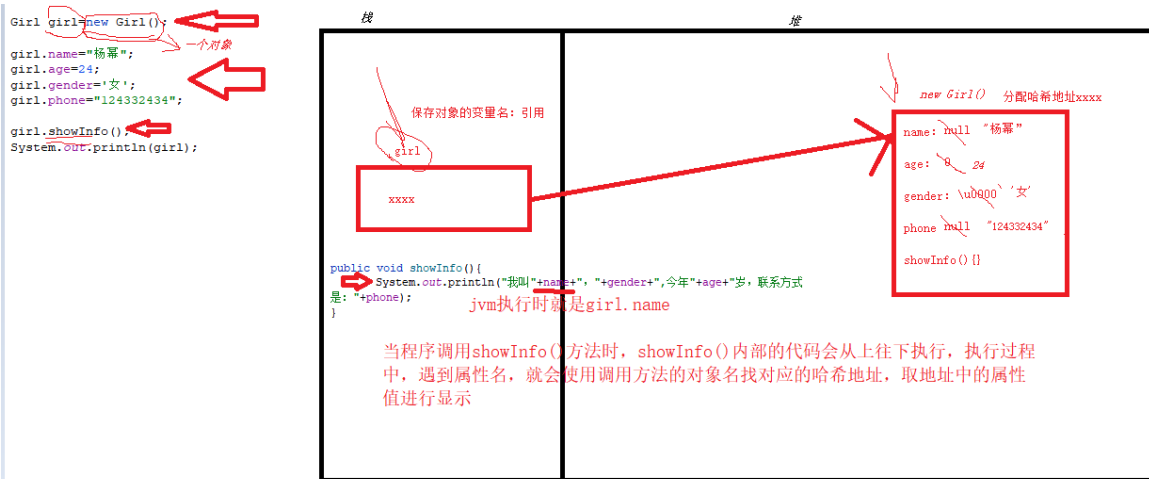 Girl girl=new Girl();
一个对象
girl.name="杨幂";
girl.age=24;
girl.gender='女';
girl.phone="124332434";
girl.showInfo();
System.out.println(girl);
栈
堆
保存对象的变量名：引用
girl
xxxx
new Girl() 分配哈希地址xxxx
name: null "杨幂"
age: 0 24
gender: \u0000 '女'
phone null "124332434"
showInfo(){}
public void showInfo(){
System.out.println("我叫"+name+", "+gender+",今年"+age+"岁，联系方式
是: "+phone);
}
jvm执行时就是girl.name
当程序调用showInfo()方法时，showInfo()内部的代码会从上往下执行，执行过程
中，遇到属性名，就会使用调用方法的对象名找对应的哈希地址，取地址中的属性
值进行显示